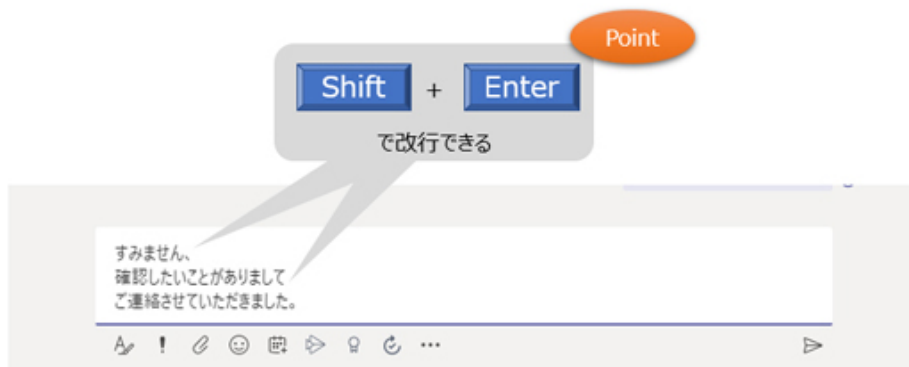 Point
Shift + Enter
で改行できる
すみません、
確認したいことがありまして
ご連絡させていただきました。